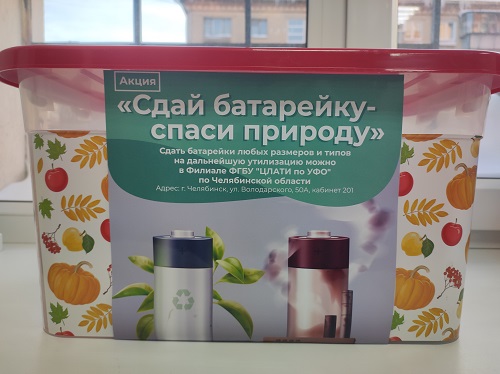 Акция
«Сдай батарейку-
спаси природу»
Сдать батарейки любых размеров и типов
на дальнейшую утилизацию можно
в Филиале ФГБУ "ЦЛАТИ по УФО"
по Челябинской области
Адрес: г. Челябинск, ул. Володарского, 50А, кабинет 201